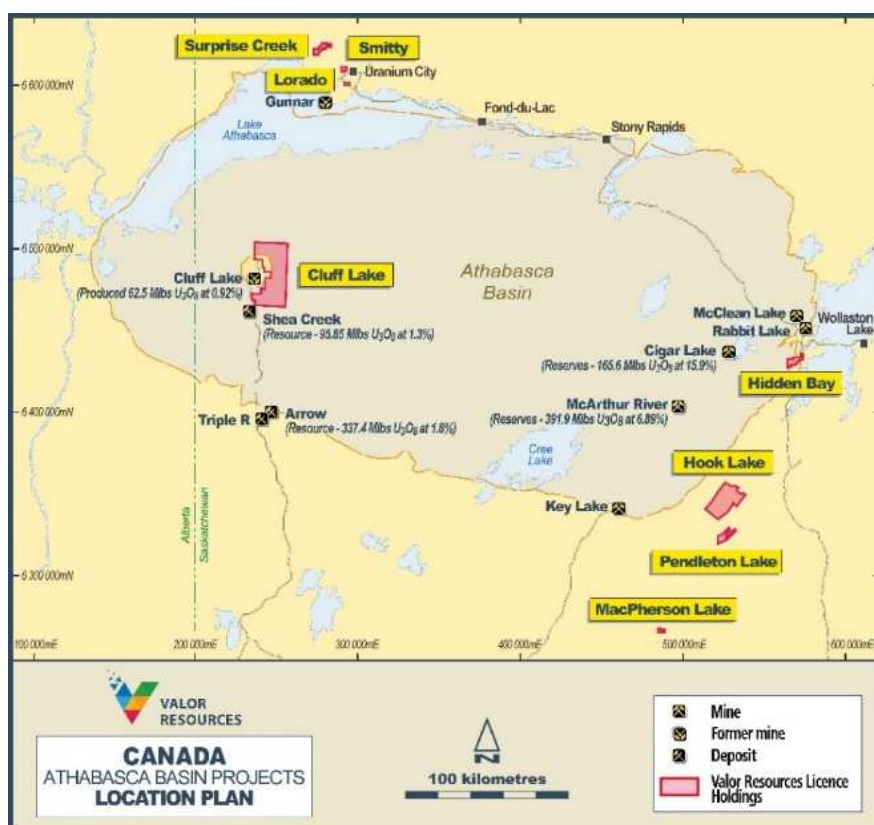 Surprise Creek
Smitty
6 600 000mN
Lorado
Uranium City
Gunnar
Fond-du-Lac
Stony Rapids
Lake
Athabasca
6 500 000mN
Cluff Lake
(Produced 62.5 Mlbs U₃O₈ at 0.92%)
Cluff Lake
Athabasca
Basin
Shea Creek
(Resource - 95.85 Mlbs U₃O₈ at 1.3%)
McClean Lake
Rabbit Lake
Wollaston
Lake
Cigar Lake
(Reserves - 165.6 Mlbs U₃O₈ at 15.9%)
Hidden Bay
6 400 000mN
Triple R
Arrow
(Resource - 337.4 Mlbs U₃O₈ at 1.8%)
McArthur River
(Reserves - 391.9 Mlbs U₃O₈ at 6.89%)
Cree
Lake
Hook Lake
Key Lake
Alberta
Saskatchewan
Pendleton Lake
6 300 000mN
MacPherson Lake
100 000mE
200 000mE
300 000mE
400 000mE
500 000mE
600 000mE
VALOR
RESOURCES
CANADA
ATHABASCA BASIN PROJECTS
LOCATION PLAN
N
100 kilometres
Mine
Former mine
Deposit
Valor Resources Licence
Holdings